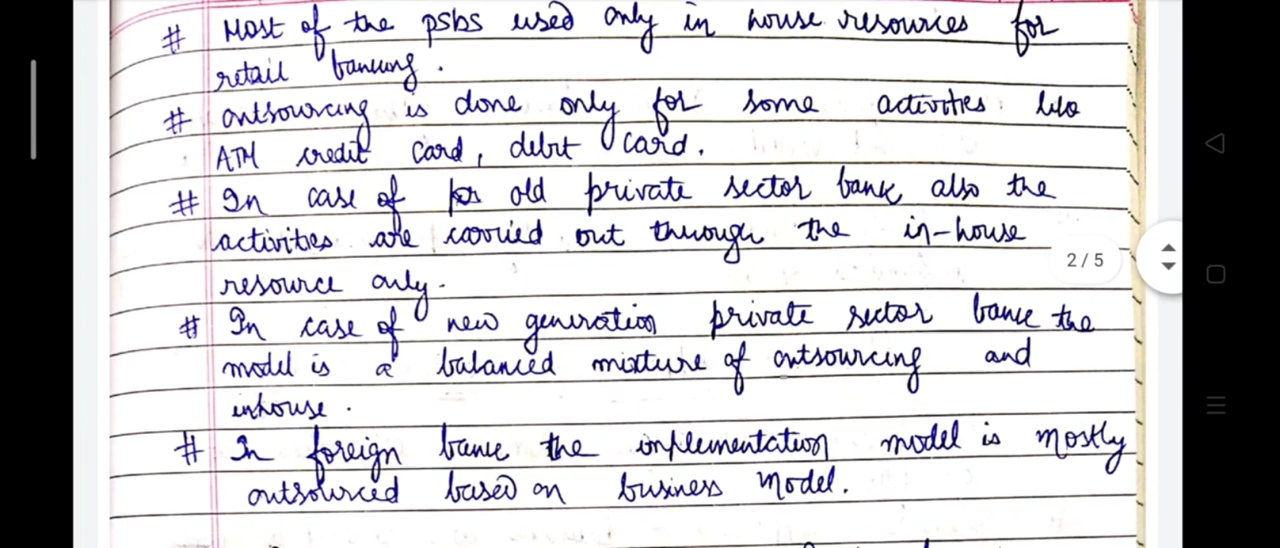 # Most of the psbs used only in house resources for
retail banking.
# outsourcing is done only for some activities like
ATM credit card, debit card.
# In case of old private sector bank, also the
activities are carried out through the in-house
resource only.
2/5
# In case of new generation private sector bank the
model is a balanced mixture of outsourcing and
inhouse.
# In foreign bank the implementation model is mostly
outsourced based on business model.